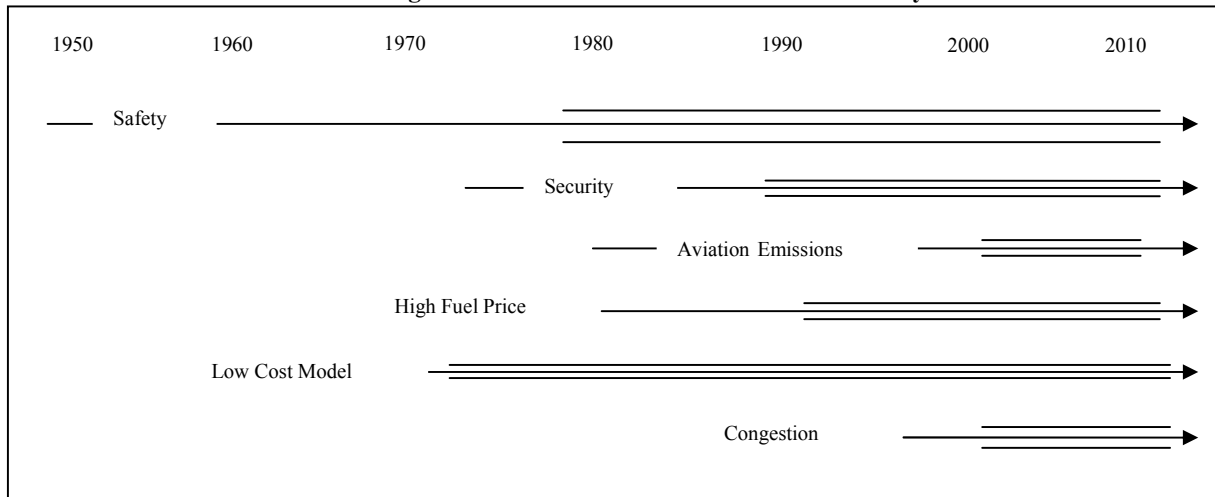 1950 1960 1970 1980 1990 2000 2010
Safety
Security
Aviation Emissions
High Fuel Price
Low Cost Model
Congestion